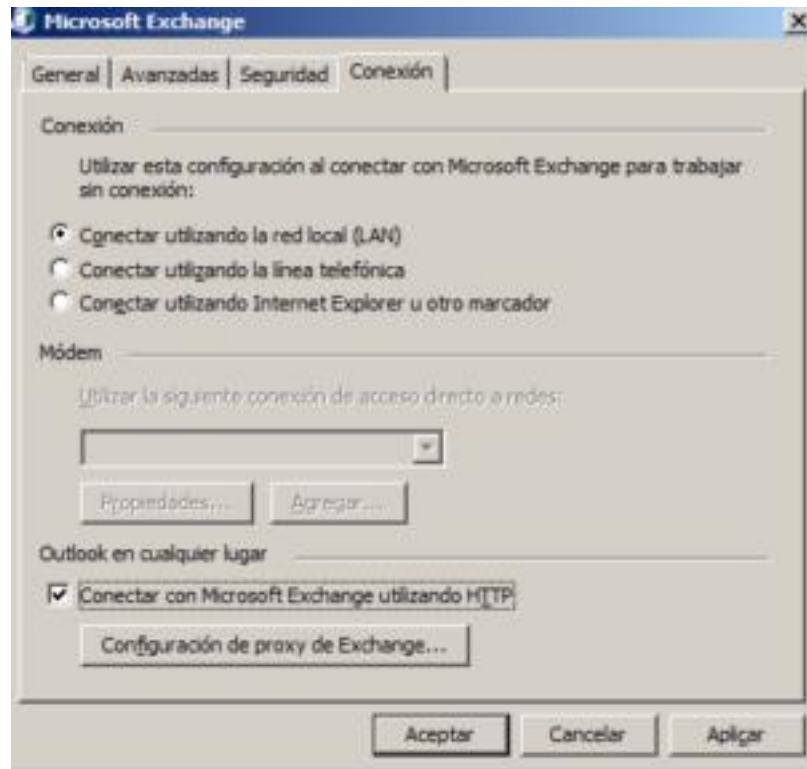 Microsoft Exchange
General Avanzadas Seguridad Conexión
Conexión
Utilizar esta configuración al conectar con Microsoft Exchange para trabajar
sin conexión:
Conectar utilizando la red local (LAN)
Conectar utilizando la línea telefónica
Conectar utilizando Internet Explorer u otro marcador
Módem
Utilizar la siguiente conexión de acceso directo a redes:
Propiedades... Agregar...
Outlook en cualquier lugar
Conectar con Microsoft Exchange utilizando HTTP
Configuración de proxy de Exchange...
Aceptar Cancelar Aplicar